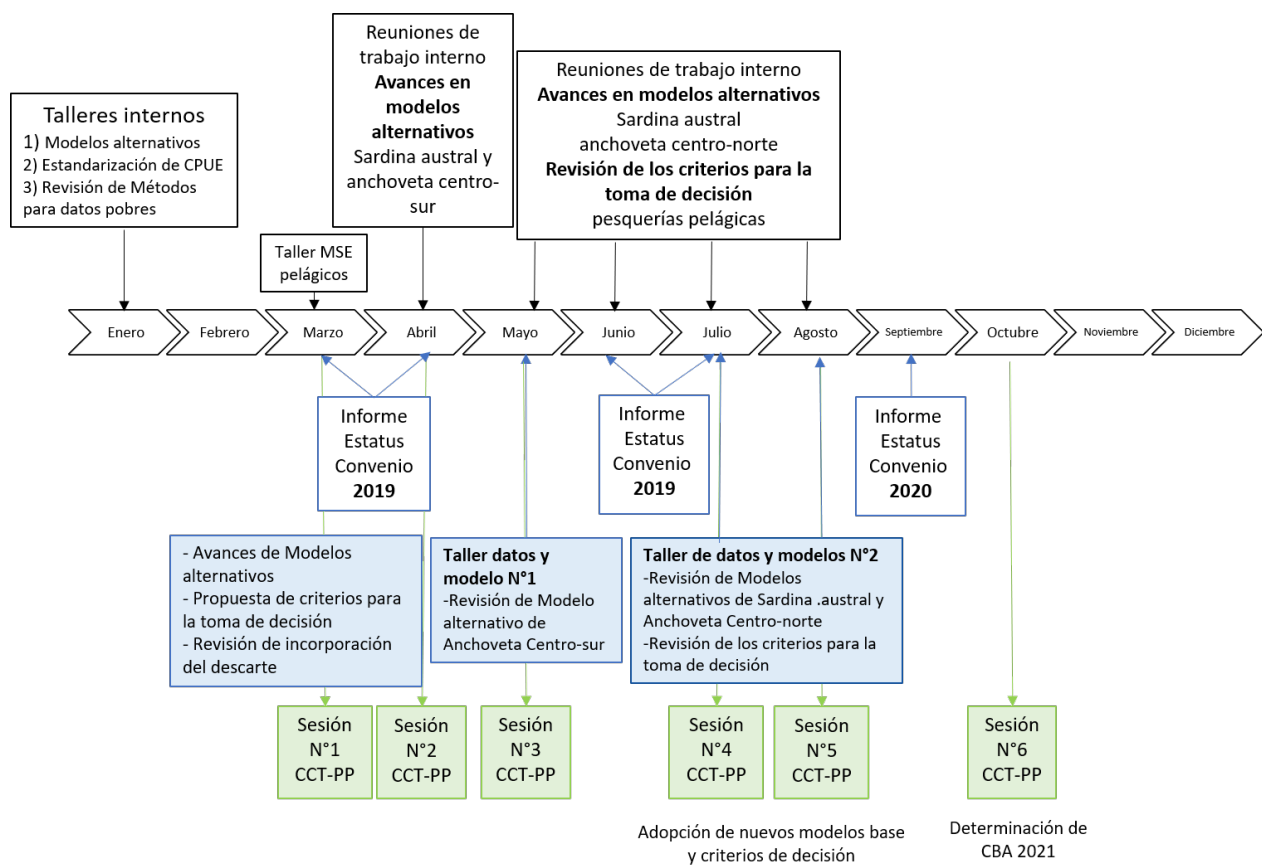 Talleres internos
1) Modelos alternativos
2) Estandarización de CPUE
3) Revisión de Métodos
para datos pobres
Taller MSE
pelágicos
Reuniones de
trabajo interno
Avances en
modelos
alternativos
Sardina austral y
anchoveta centro-
sur
Reuniones de trabajo interno
Avances en modelos alternativos
Sardina austral
anchoveta centro-norte
Revisión de los criterios para la
toma de decisión
pesquerías pelágicas
Enero
Febrero
Marzo
Abril
Mayo
Junio
Julio
Agosto
Septiembre
Octubre
Noviembre
Diciembre
Informe
Estatus
Convenio
2019
Informe
Estatus
Convenio
2019
Informe
Estatus
Convenio
2020
- Avances de Modelos
alternativos
- Propuesta de criterios para
la toma de decisión
- Revisión de incorporación
del descarte
Taller datos y
modelo N°1
-Revisión de Modelo
alternativo de
Anchoveta Centro-sur
Taller de datos y modelos N°2
-Revisión de Modelos
alternativos de Sardina .austral y
Anchoveta Centro-norte
-Revisión de los criterios para la
toma de decisión
Sesión
N°1
CCT-PP
Sesión
N°2
CCT-PP
Sesión
N°3
CCT-PP
Sesión
N°4
CCT-PP
Sesión
N°5
CCT-PP
Sesión
N°6
CCT-PP
Adopción de nuevos modelos base
y criterios de decisión
Determinación de
CBA 2021